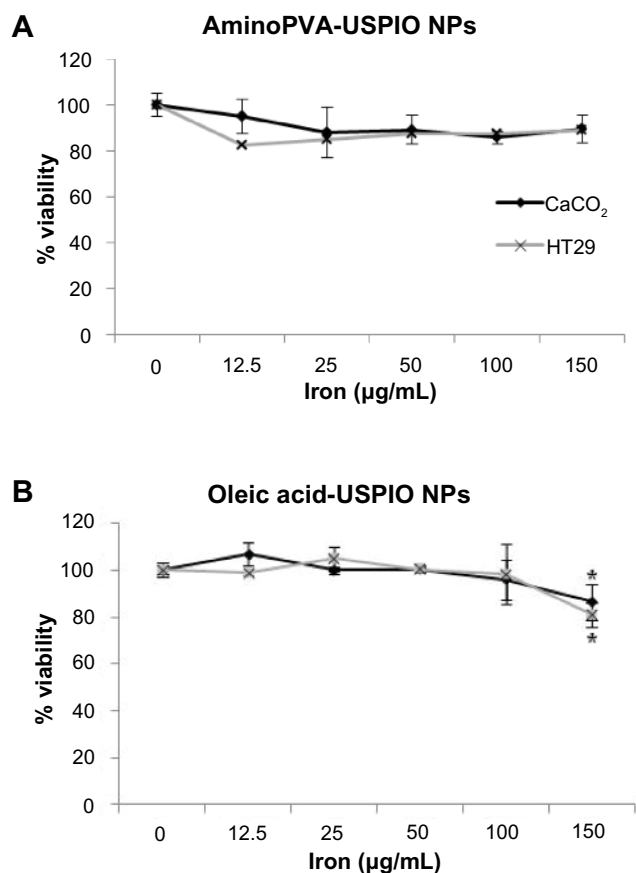 A
AminoPVA-USPIO NPs
120
100
80
60
40
20
0
% viability
CaCO₂
HT29
0 12.5 25 50 100 150
Iron (µg/mL)
B
Oleic acid-USPIO NPs
120
100
80
60
40
20
0
% viability
*
*
0 12.5 25 50 100 150
Iron (µg/mL)